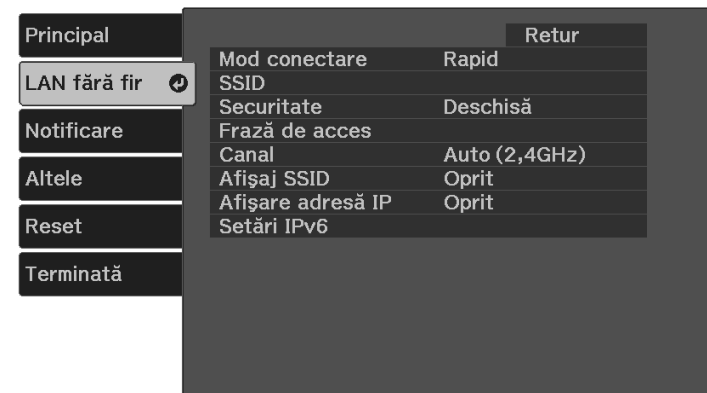 Principal
LAN fără fir
Notificare
Altele
Reset
Terminată
Retur
Mod conectare Rapid
SSID
Securitate Deschisă
Frază de acces
Canal Auto (2,4GHz)
Afişaj SSID Oprit
Afişare adresă IP Oprit
Setări IPv6